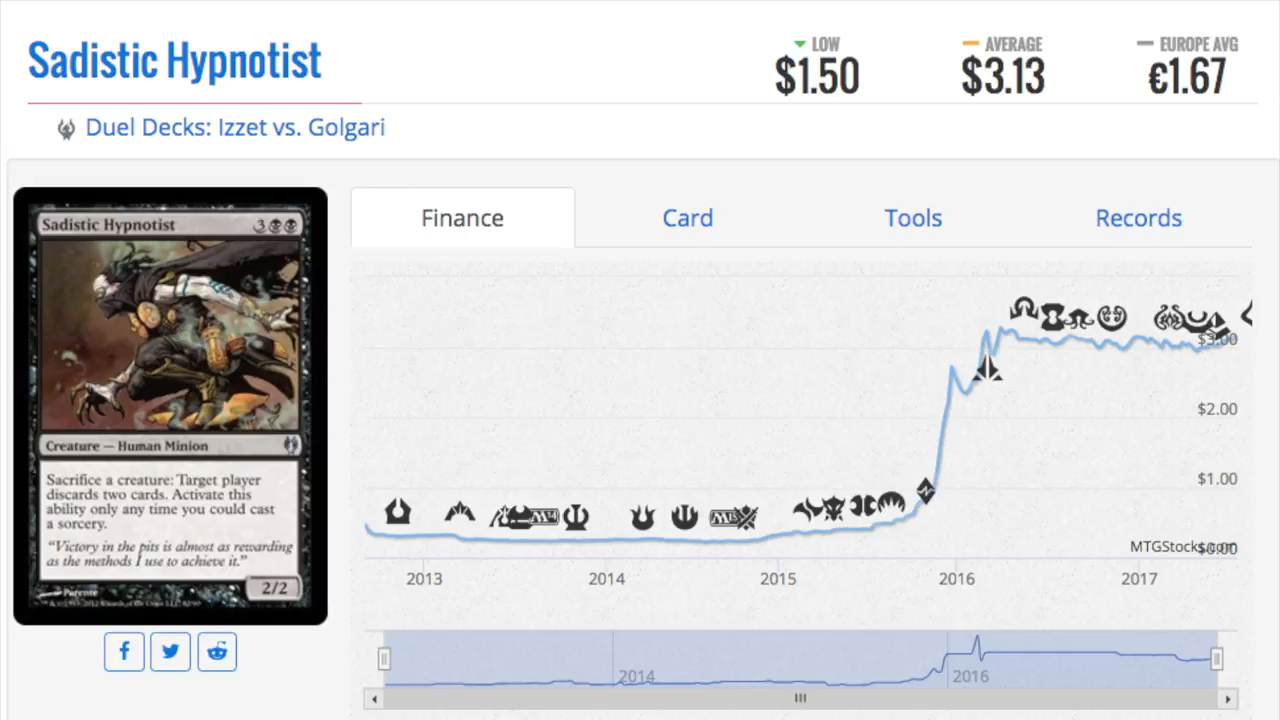 Sadistic Hypnotist
LOW
$1.50
AVERAGE
$3.13
EUROPE AVG
€1.67
Duel Decks: Izzet vs. Golgari
Sadistic Hypnotist
3
Creature — Human Minion
Sacrifice a creature: Target player
discards two cards. Activate this
ability only any time you could cast
a sorcery.
“Victory in the pits is almost as rewarding
as the methods I use to achieve it.”
2/2
Parente
Finance
Card
Tools
Records
$3.00
$2.00
$1.00
MTGStocks.com
$0.00
2013
2014
2015
2016
2017
2014
2016